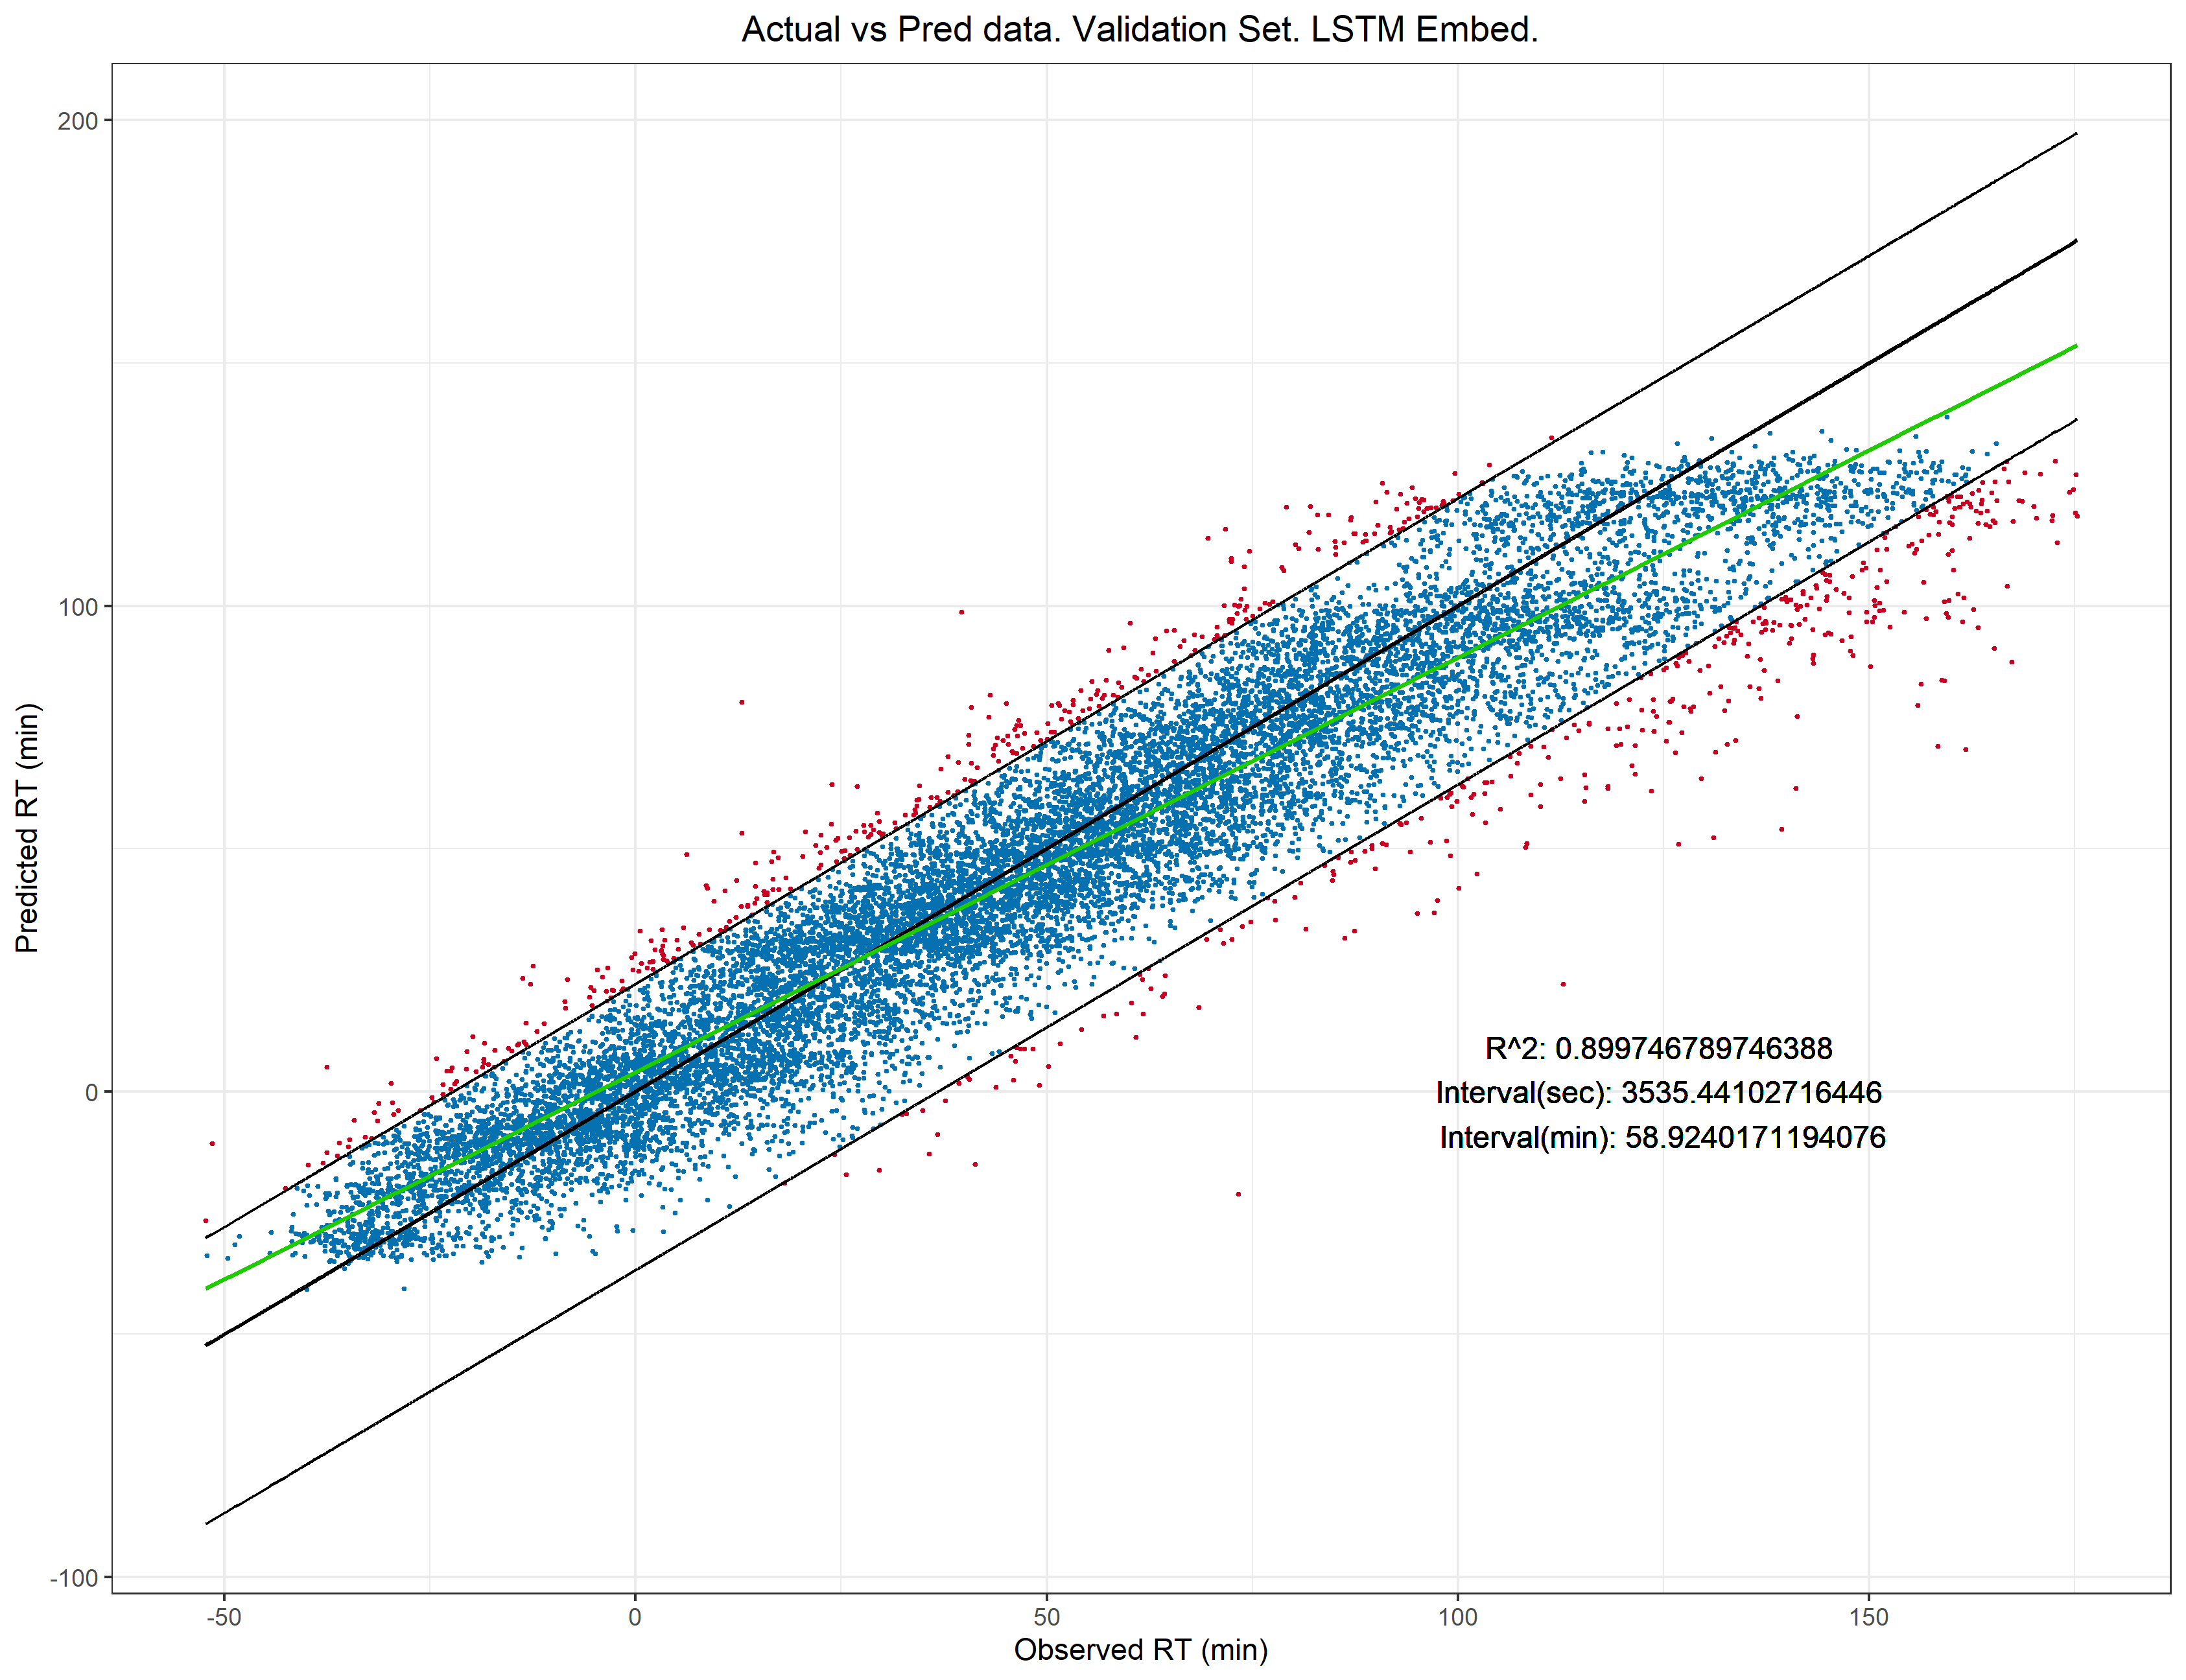 Actual vs Pred data. Validation Set. LSTM Embed.
200
100
0
-100
Predicted RT (min)
R^2: 0.899746789746388
Interval(sec): 3535.44102716446
Interval(min): 58.9240171194076
-50
0
50
100
150
Observed RT (min)